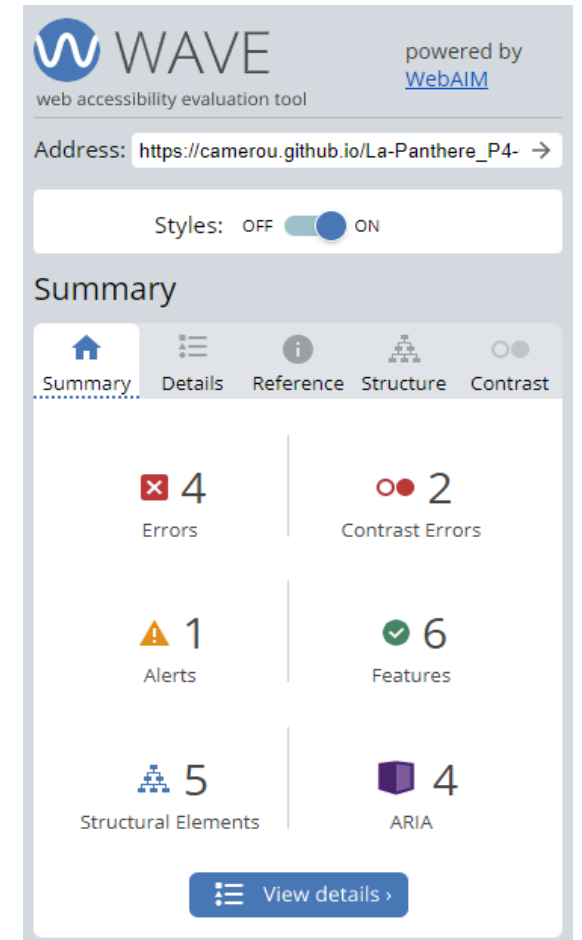 WAVE
web accessibility evaluation tool
powered by
WebAIM
Address: https://camerou.github.io/La-Panthere_P4-
Styles: OFF ON
Summary
Summary Details Reference Structure Contrast
4 2
Errors Contrast Errors
1 6
Alerts Features
5 4
Structural Elements ARIA
View details ›